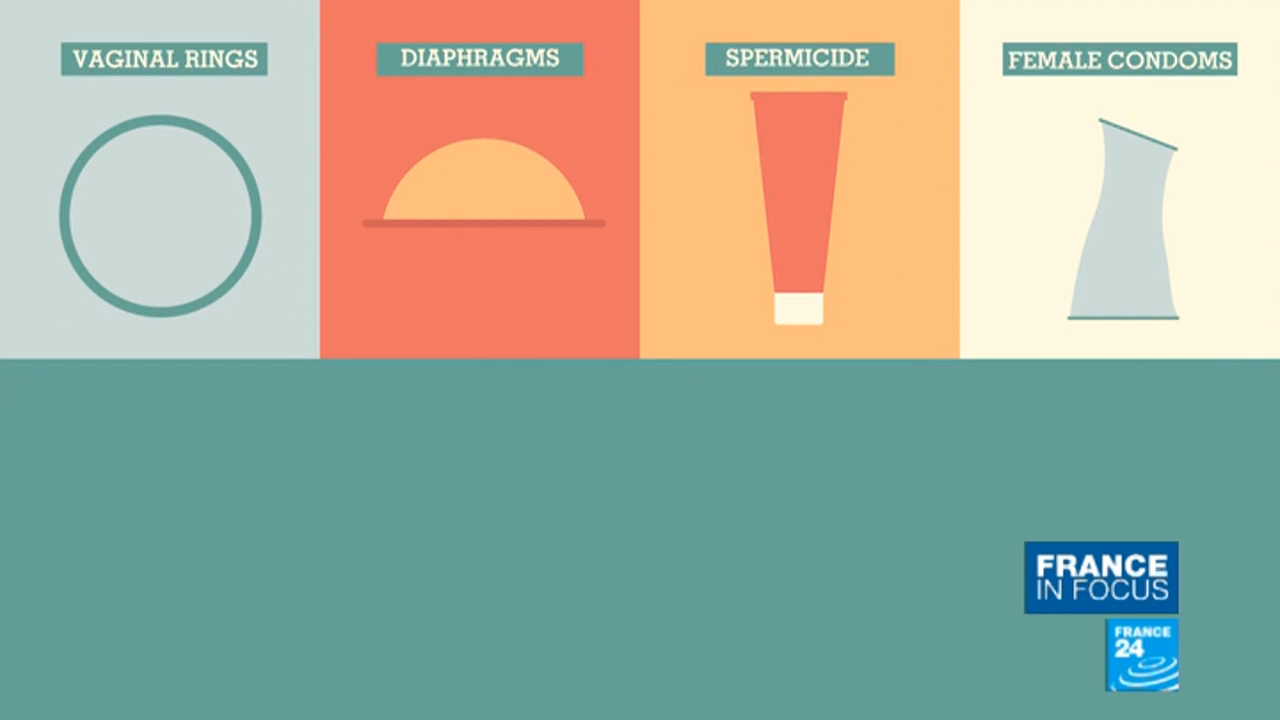 VAGINAL RINGS
DIAPHRAGMS
SPERMICIDE
FEMALE CONDOMS
FRANCE
IN FOCUS
FRANCE
24